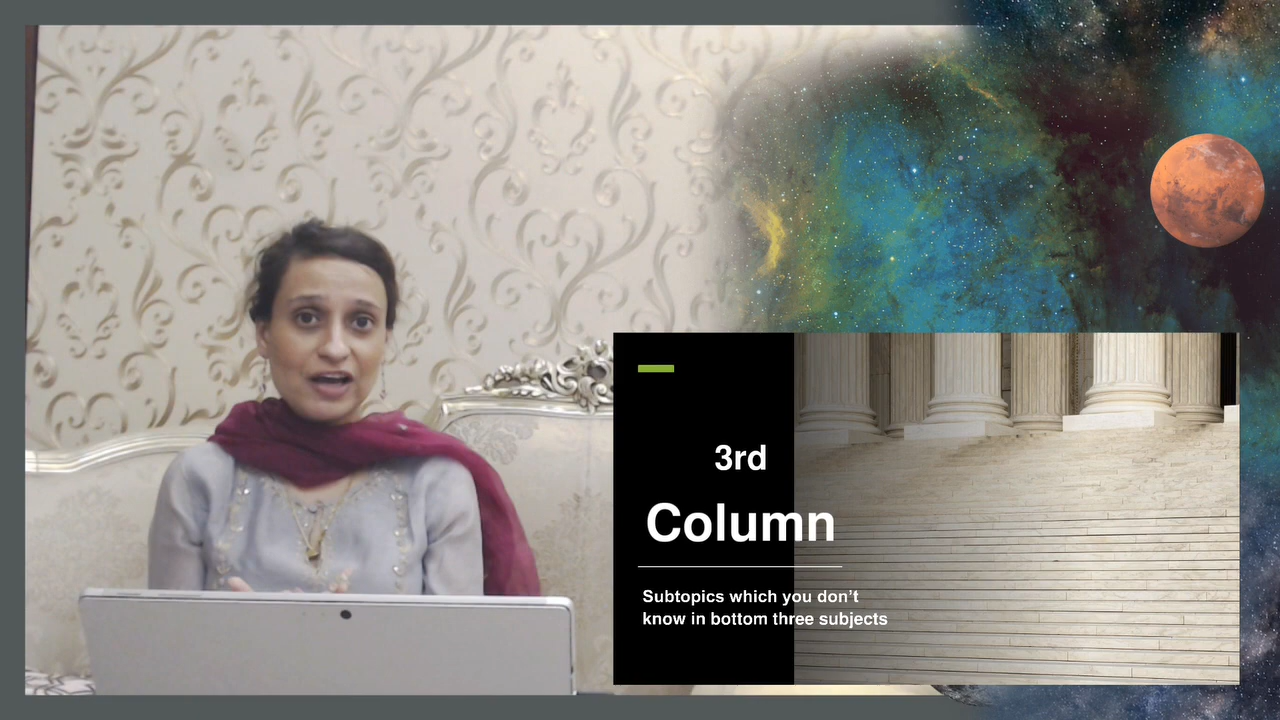 3rd
Column
Subtopics which you don’t
know in bottom three subjects